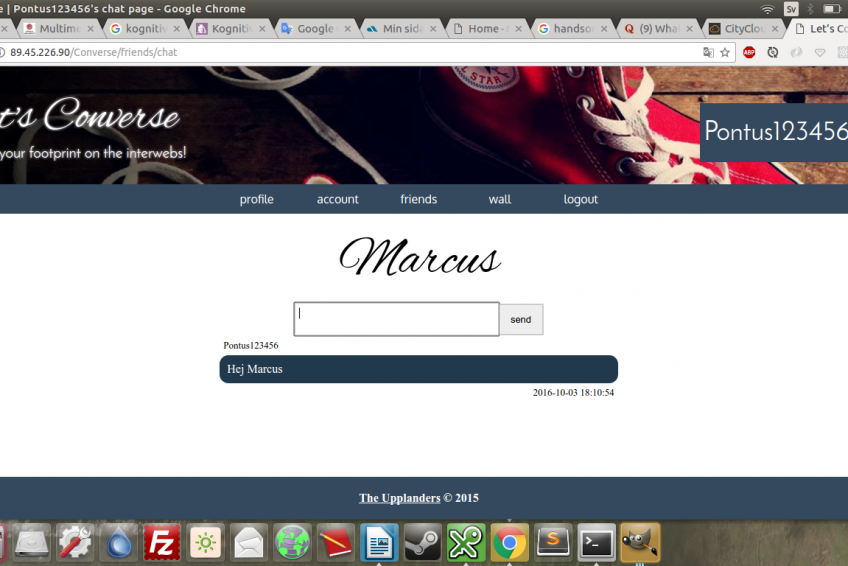 e | Pontus123456's chat page - Google Chrome
Sv
Multime
kognitiv
Kognitiv
Google
Min sida
Home -
handsor
(9) What
CityClou
Let's Co
89.45.226.90/Converse/friends/chat
ABP
ALL STAR
t's Converse
your footprint on the interwebs!
Pontus123456
profile account friends wall logout
Marcus
send
Pontus123456
Hej Marcus
2016-10-03 18:10:54
The Upplanders © 2015